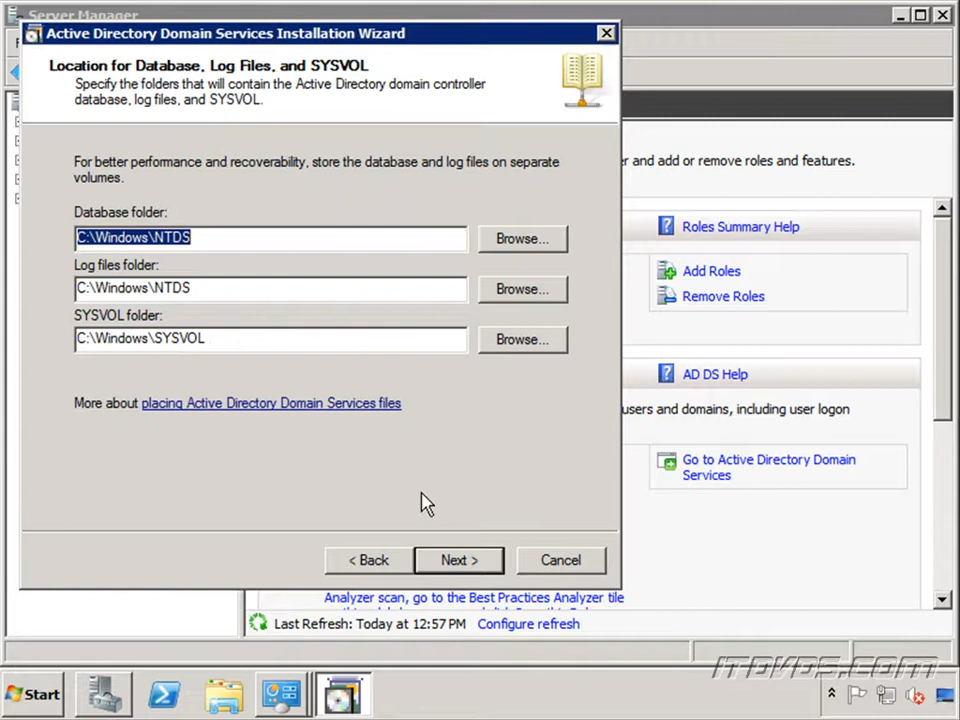 Server Manager
Active Directory Domain Services Installation Wizard
Location for Database, Log Files, and SYSVOL
Specify the folders that will contain the Active Directory domain controller
database, log files, and SYSVOL.
For better performance and recoverability, store the database and log files on separate
volumes.
Database folder:
C:\Windows\NTDS
Browse...
Log files folder:
C:\Windows\NTDS
Browse...
SYSVOL folder:
C:\Windows\SYSVOL
Browse...
More about placing Active Directory Domain Services files
< Back
Next >
Cancel
er and add or remove roles and features.
Roles Summary Help
Add Roles
Remove Roles
AD DS Help
users and domains, including user logon
Go to Active Directory Domain
Services
Analyzer scan, go to the Best Practices Analyzer tile
Last Refresh: Today at 12:57PM
Configure refresh
ITDVDS.COM
Start